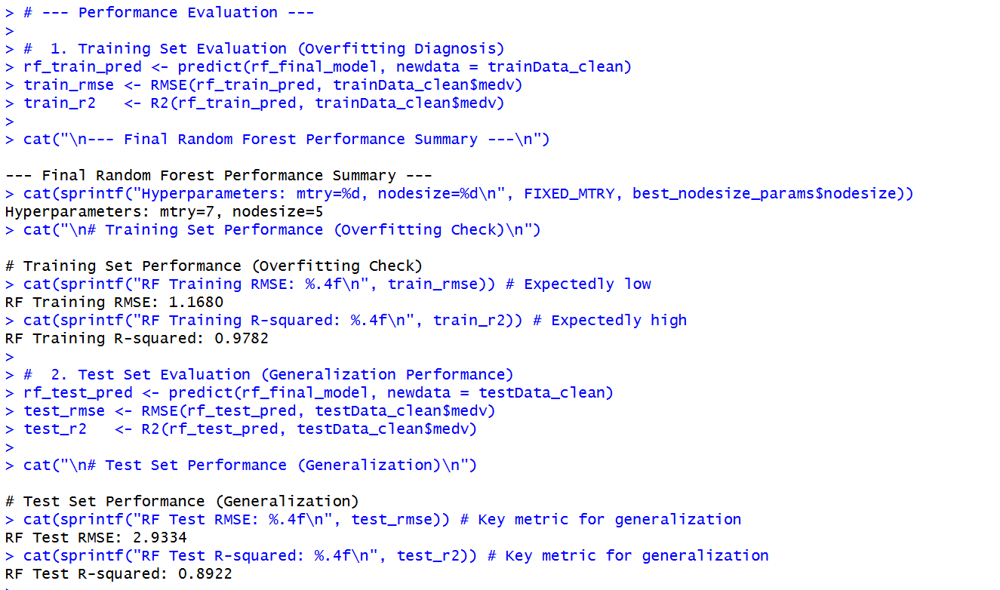 > # --- Performance Evaluation ---
>
> #  1. Training Set Evaluation (Overfitting Diagnosis)
> rf_train_pred <- predict(rf_final_model, newdata = trainData_clean)
> train_rmse <- RMSE(rf_train_pred, trainData_clean$medv)
> train_r2   <- R2(rf_train_pred, trainData_clean$medv)
>
> cat("\n--- Final Random Forest Performance Summary ---\n")
--- Final Random Forest Performance Summary ---
> cat(sprintf("Hyperparameters: mtry=%d, nodesize=%d\n", FIXED_MTRY, best_nodesize_params$nodesize))
Hyperparameters: mtry=7, nodesize=5
> cat("\n# Training Set Performance (Overfitting Check)\n")
# Training Set Performance (Overfitting Check)
> cat(sprintf("RF Training RMSE: %.4f\n", train_rmse)) # Expectedly low
RF Training RMSE: 1.1680
> cat(sprintf("RF Training R-squared: %.4f\n", train_r2)) # Expectedly high
RF Training R-squared: 0.9782
>
> #  2. Test Set Evaluation (Generalization Performance)
> rf_test_pred <- predict(rf_final_model, newdata = testData_clean)
> test_rmse <- RMSE(rf_test_pred, testData_clean$medv)
> test_r2   <- R2(rf_test_pred, testData_clean$medv)
>
> cat("\n# Test Set Performance (Generalization)\n")
# Test Set Performance (Generalization)
> cat(sprintf("RF Test RMSE: %.4f\n", test_rmse)) # Key metric for generalization
RF Test RMSE: 2.9334
> cat(sprintf("RF Test R-squared: %.4f\n", test_r2)) # Key metric for generalization
RF Test R-squared: 0.8922